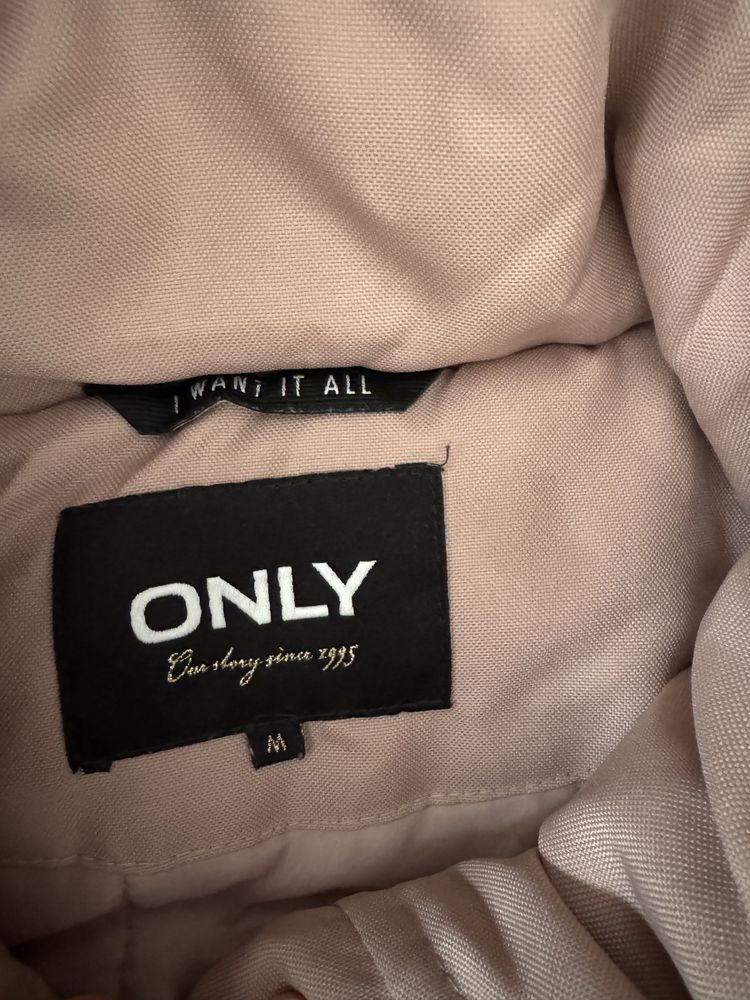 I WANT IT ALL
ONLY
Our story since 1995
M